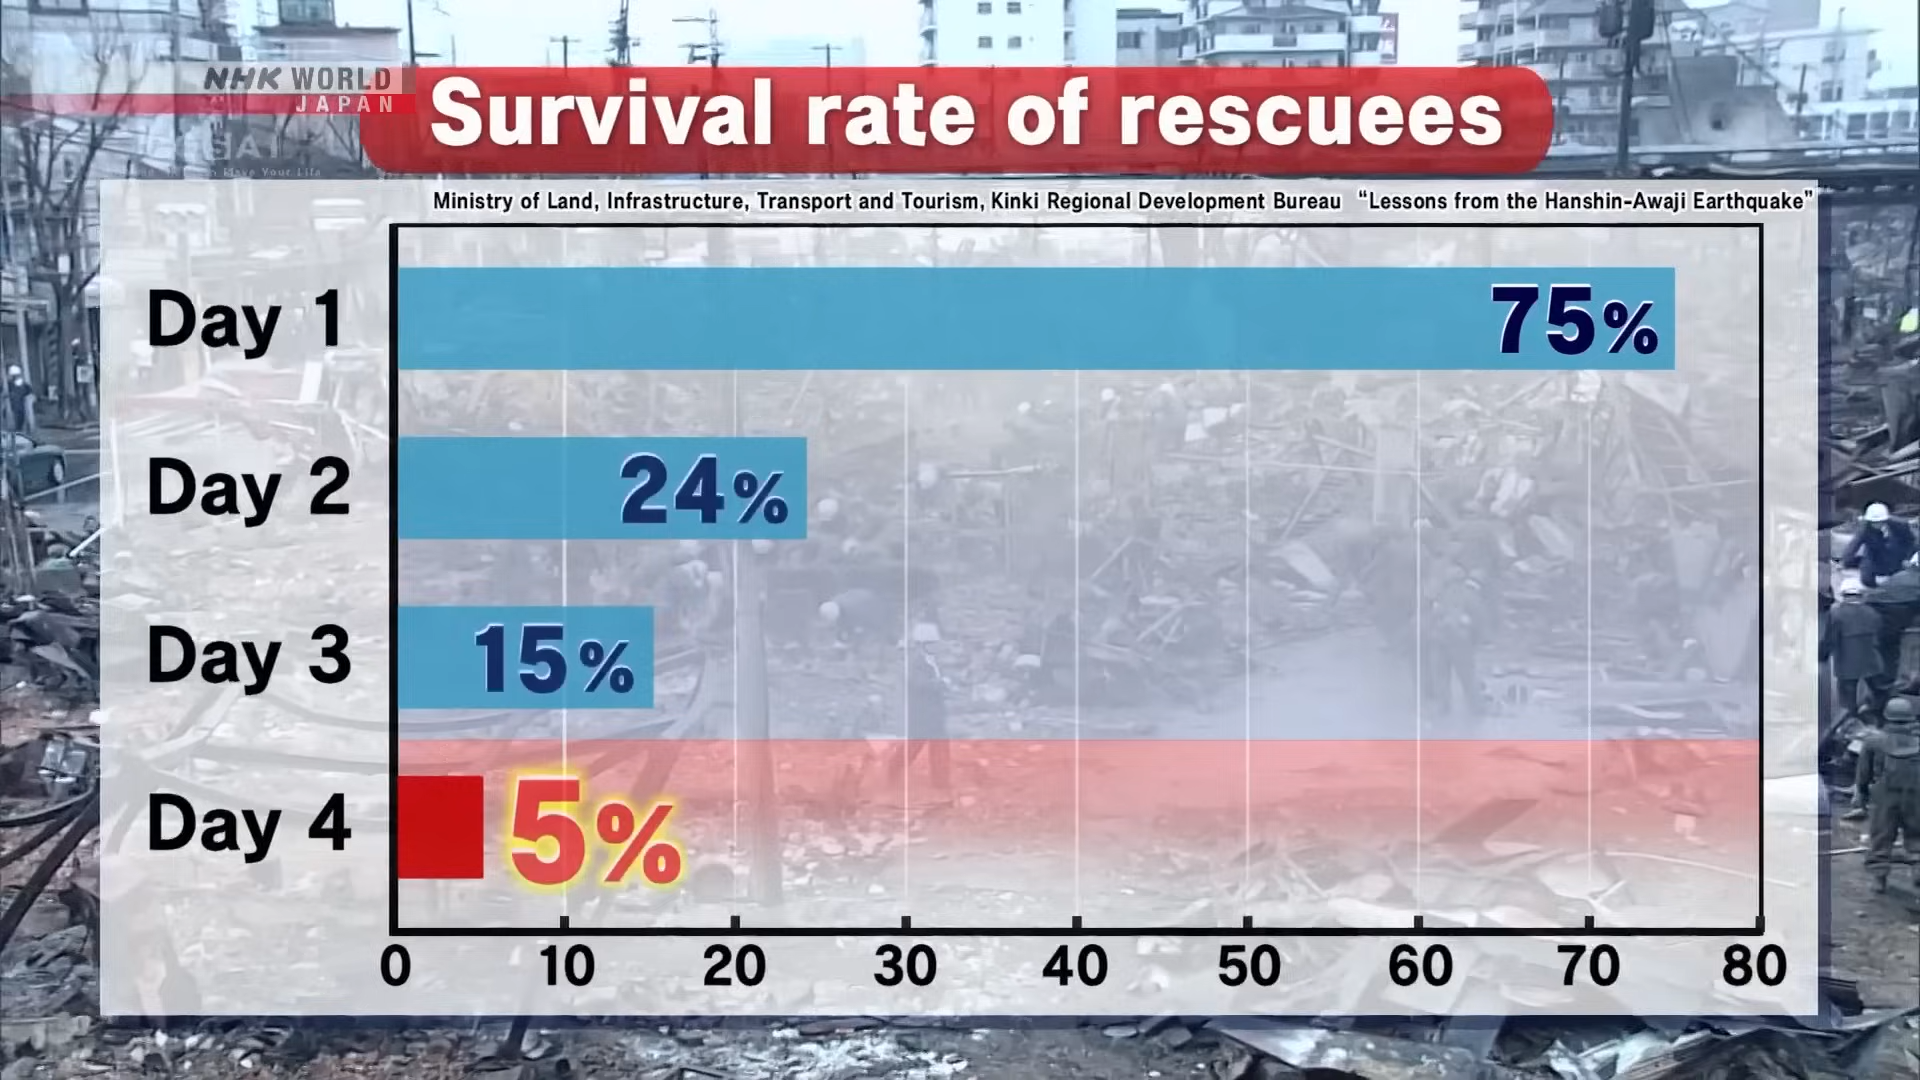 NHK WORLD
JAPAN
Survival rate of rescuees
Ministry of Land, Infrastructure, Transport and Tourism, Kinki Regional Development Bureau “Lessons from the Hanshin-Awaji Earthquake”
Day 1 75%
Day 2 24%
Day 3 15%
Day 4 5%
0 10 20 30 40 50 60 70 80